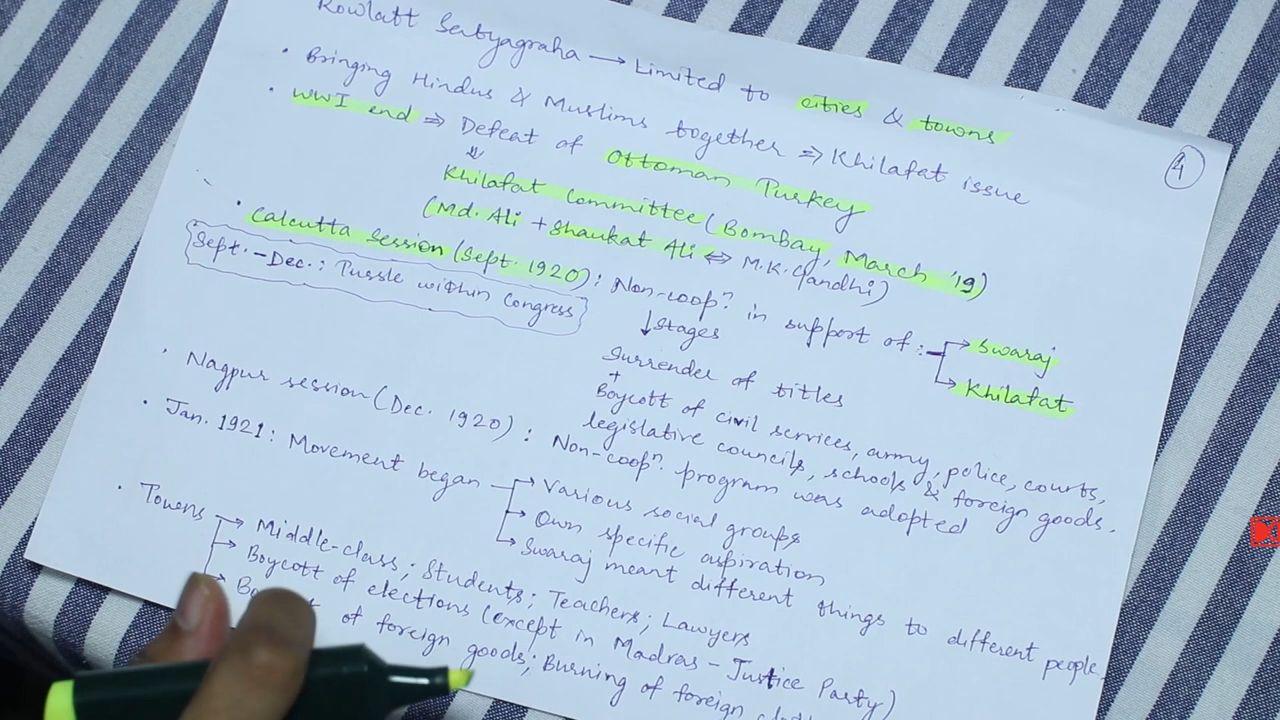 Rowlatt Satyagraha → Limited to cities & towns
4
• Bringing Hindus & Muslims together ⇒ Khilafat issue
• WWI end ⇒ Defeat of Ottoman Turkey
⇓
Khilafat Committee (Bombay, March '19)
(Md. Ali + Shaukat Ali ⇔ M.K. Gandhi)
• Calcutta Session (Sept. 1920): Non-coopⁿ. in support of: → Swaraj
→ Khilafat
Sept. - Dec.: Pussle within Congress
↓ Stages
Surrender of titles
+
Boycott of civil services, army, police, courts,
legislative councils, schools & foreign goods.
• Nagpur session (Dec. 1920): Non-coopⁿ. program was adopted
• Jan. 1921: Movement began → Various social groups
→ Own specific aspiration
→ Swaraj meant different things to different people.
• Towns → Middle-class; Students; Teachers; Lawyers
→ Boycott of elections (except in Madras - Justice Party)
→ of foreign goods; Burning of foreign